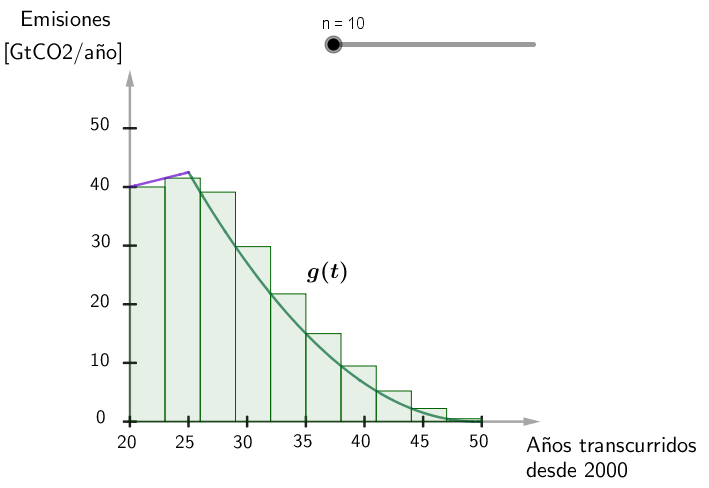 Emisiones
[GtCO2/año]
n = 10
50
40
30
20
10
0
g(t)
20 25 30 35 40 45 50
Años transcurridos
desde 2000